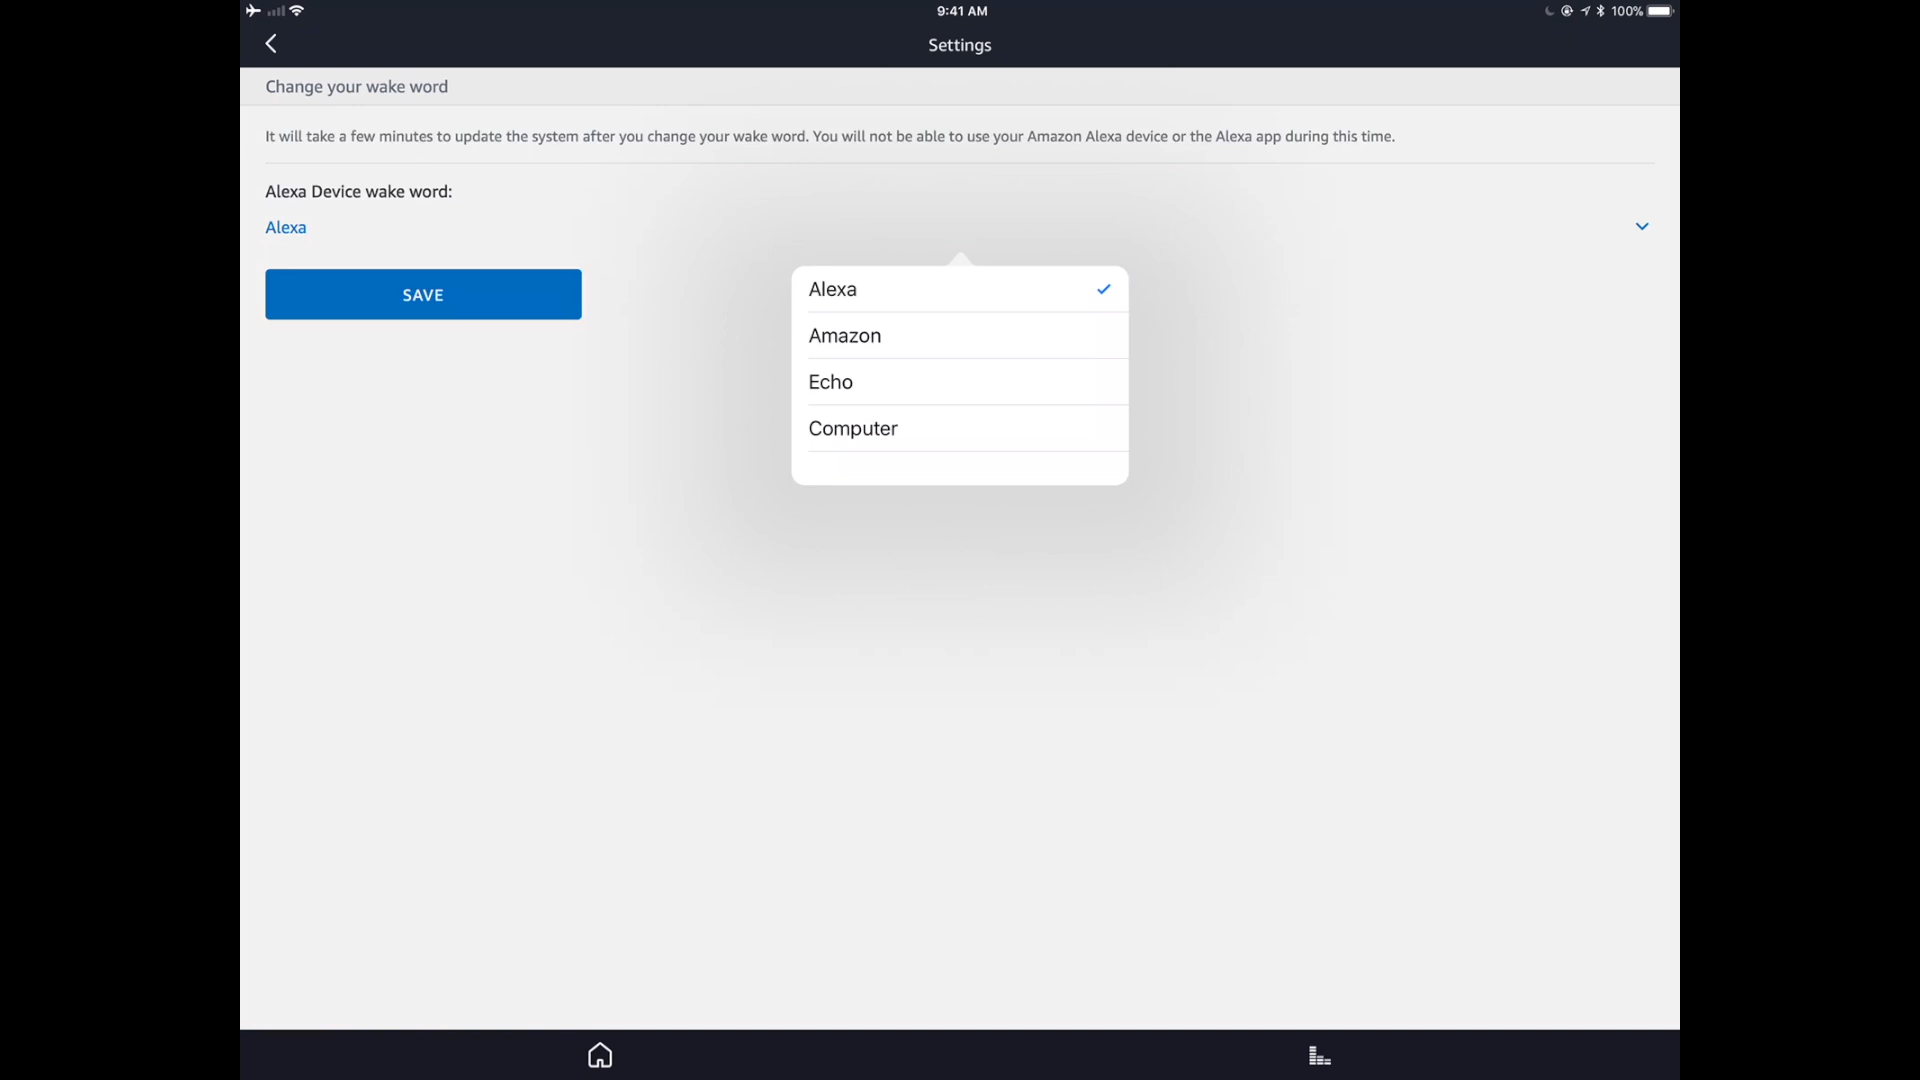 9:41 AM
100%
Settings
Change your wake word
It will take a few minutes to update the system after you change your wake word. You will not be able to use your Amazon Alexa device or the Alexa app during this time.
Alexa Device wake word:
Alexa
SAVE
Alexa
Amazon
Echo
Computer